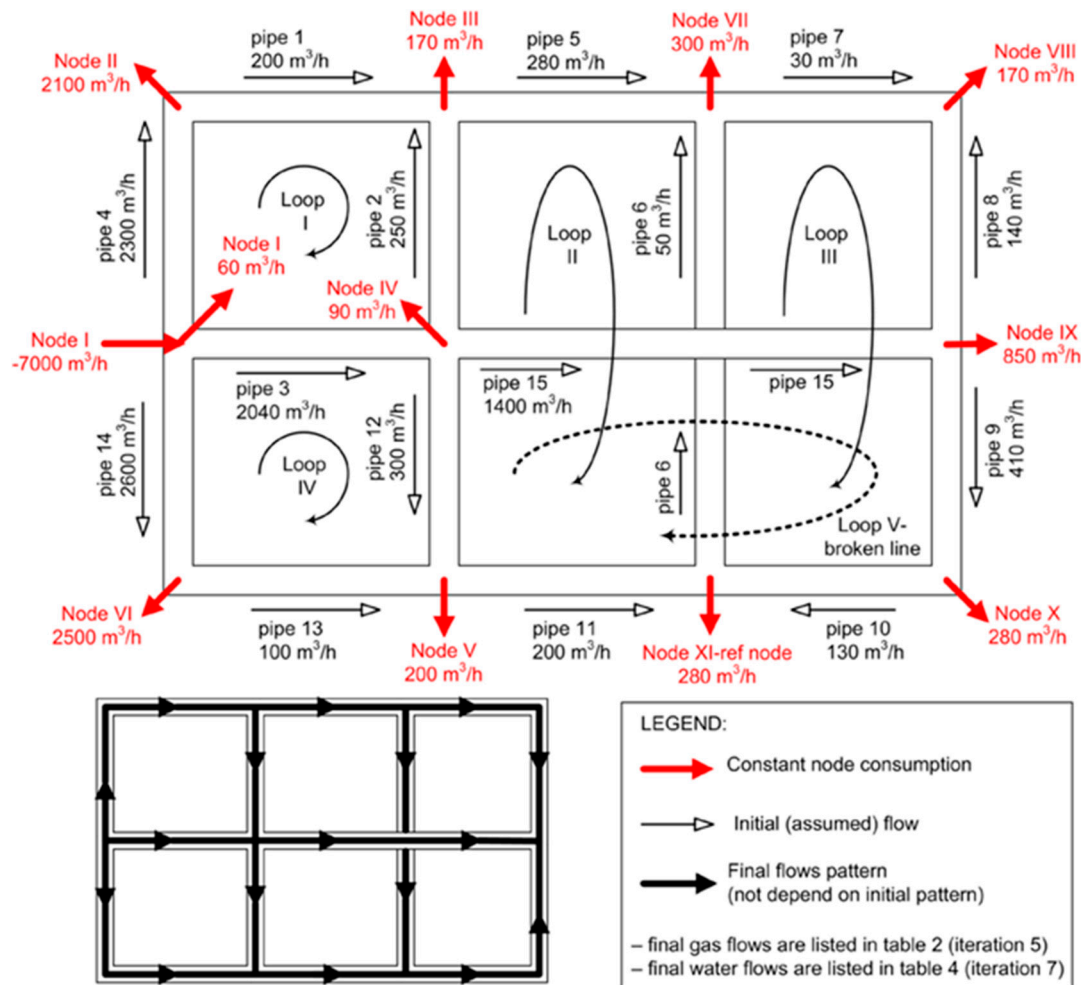 pipe 1
200 m³/h
Node III
170 m³/h
pipe 5
280 m³/h
Node VII
300 m³/h
pipe 7
30 m³/h
Node II
2100 m³/h
Node VIII
170 m³/h
pipe 4
2300 m³/h
Loop
I
pipe 2
250 m³/h
Loop
II
pipe 6
50 m³/h
Loop
III
pipe 8
140 m³/h
Node I
60 m³/h
Node IV
90 m³/h
Node I
-7000 m³/h
Node IX
850 m³/h
pipe 14
2600 m³/h
pipe 3
2040 m³/h
Loop
IV
pipe 12
300 m³/h
pipe 15
1400 m³/h
pipe 15
pipe 6
pipe 9
410 m³/h
Loop V-
broken line
Node VI
2500 m³/h
pipe 13
100 m³/h
Node V
200 m³/h
pipe 11
200 m³/h
Node XI-ref node
280 m³/h
pipe 10
130 m³/h
Node X
280 m³/h
LEGEND:
Constant node consumption
Initial (assumed) flow
Final flows pattern
(not depend on initial pattern)
– final gas flows are listed in table 2 (iteration 5)
– final water flows are listed in table 4 (iteration 7)